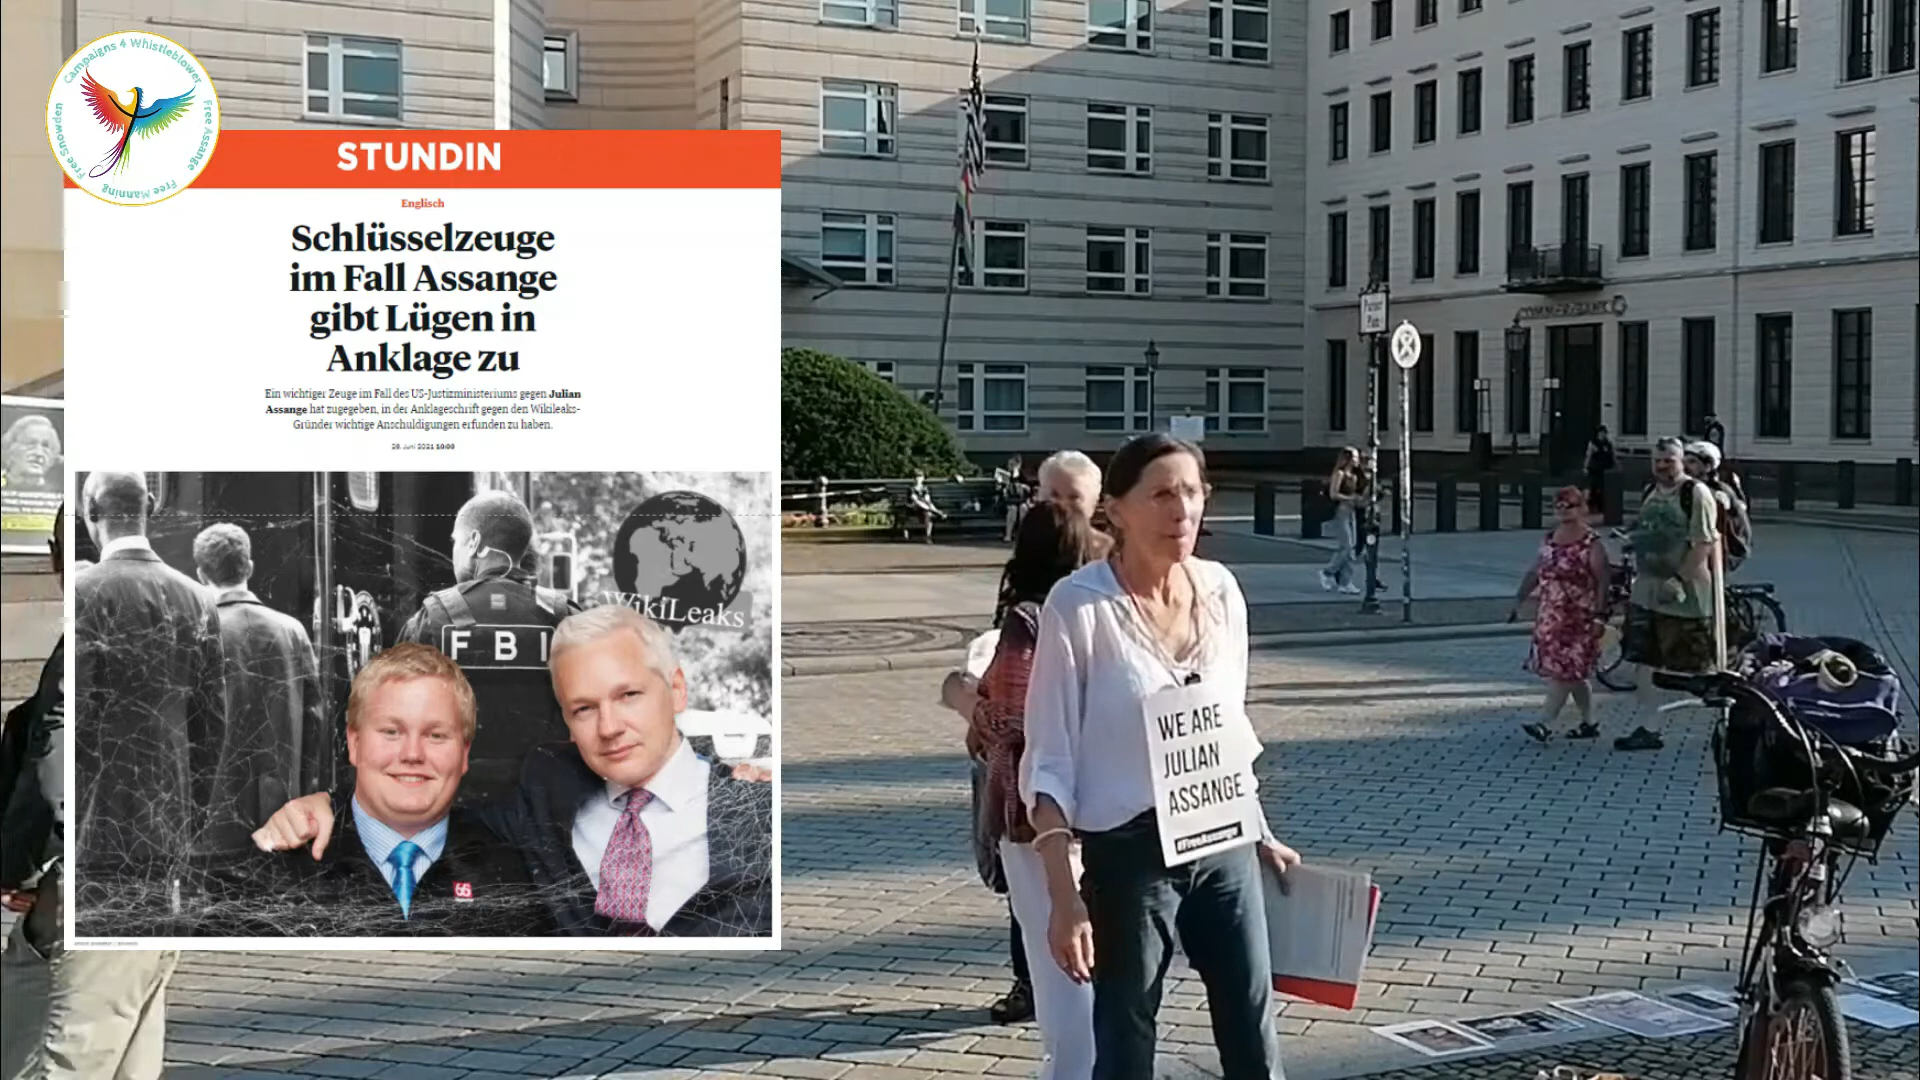 Campaigns 4 Whistleblower
Free Assange
Free Manning
Free Snowden
STUNDIN
Englisch
Schlüsselzeuge
im Fall Assange
gibt Lügen in
Anklage zu
Ein wichtiger Zeuge im Fall des US-Justizministeriums gegen Julian
Assange hat zugegeben, in der Anklageschrift gegen den Wikileaks-
Gründer wichtige Anschuldigungen erfunden zu haben.
WikiLeaks
FBI
WE ARE
JULIAN
ASSANGE
#FreeAssange
Pariser
Platz